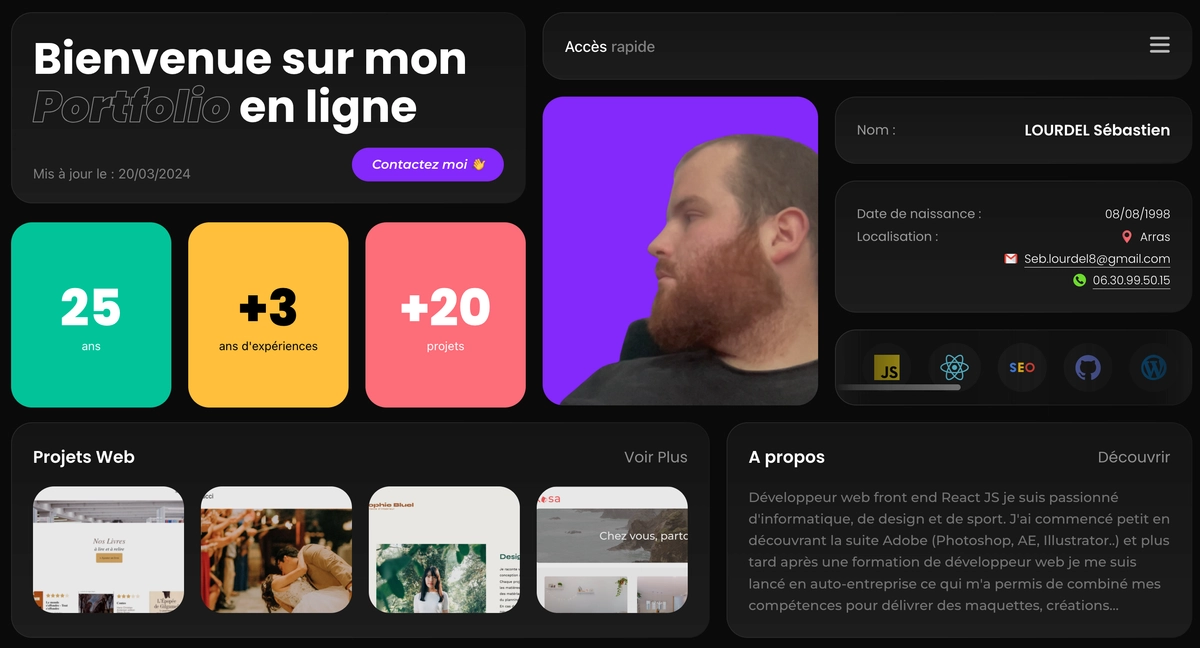 Bienvenue sur mon
Portfolio en ligne
Mis à jour le : 20/03/2024
Contactez moi 👋
Accès rapide
25
ans
+3
ans d'expériences
+20
projets
Nom :
LOURDEL Sébastien
Date de naissance :
08/08/1998
Localisation :
Arras
Seb.lourdel8@gmail.com
06.30.99.50.15
JS
SEO
Projets Web
Voir Plus
Nos Livres
à lire et à relire
Sophie Bluel
Desig
Chez vous, parto
A propos
Découvrir
Développeur web front end React JS je suis passionné
d'informatique, de design et de sport. J'ai commencé petit en
découvrant la suite Adobe (Photoshop, AE, Illustrator..) et plus
tard après une formation de développeur web je me suis
lancé en auto-entreprise ce qui m'a permis de combiné mes
compétences pour délivrer des maquettes, créations...